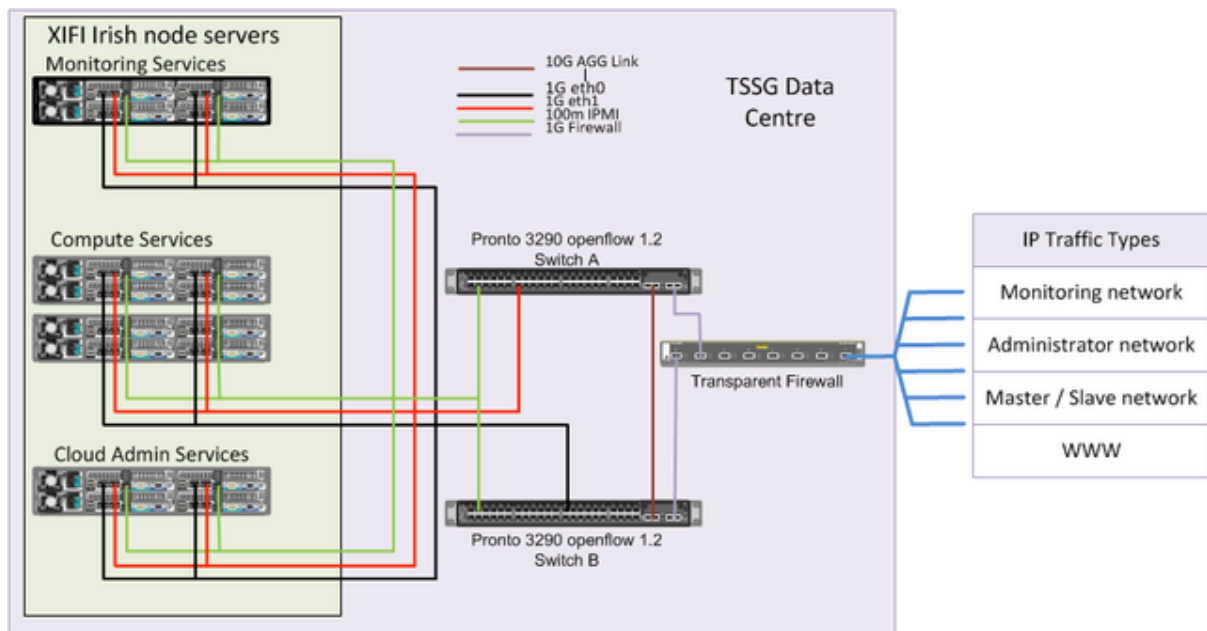 XIFI Irish node servers
Monitoring Services
10G AGG Link
1G eth0
1G eth1
100m IPMI
1G Firewall
TSSG Data
Centre
Compute Services
Pronto 3290 openflow 1.2
Switch A
Transparent Firewall
Cloud Admin Services
Pronto 3290 openflow 1.2
Switch B
IP Traffic Types
Monitoring network
Administrator network
Master / Slave network
WWW